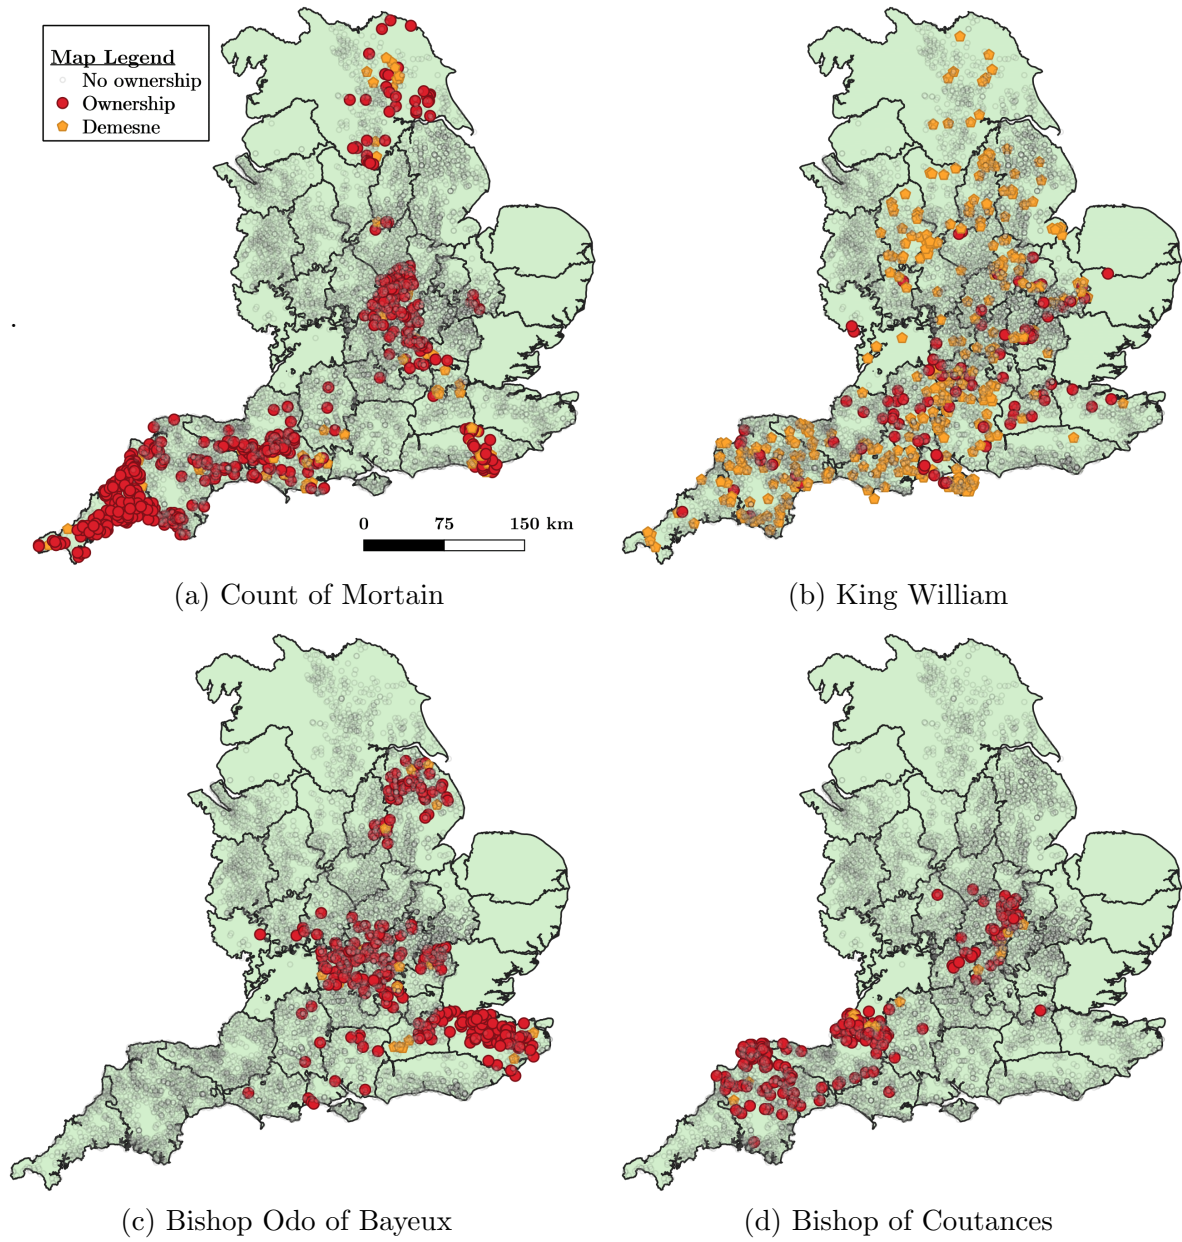 Map Legend
No ownership
Ownership
Demesne
.
0 75 150 km
(a) Count of Mortain
(b) King William
(c) Bishop Odo of Bayeux
(d) Bishop of Coutances